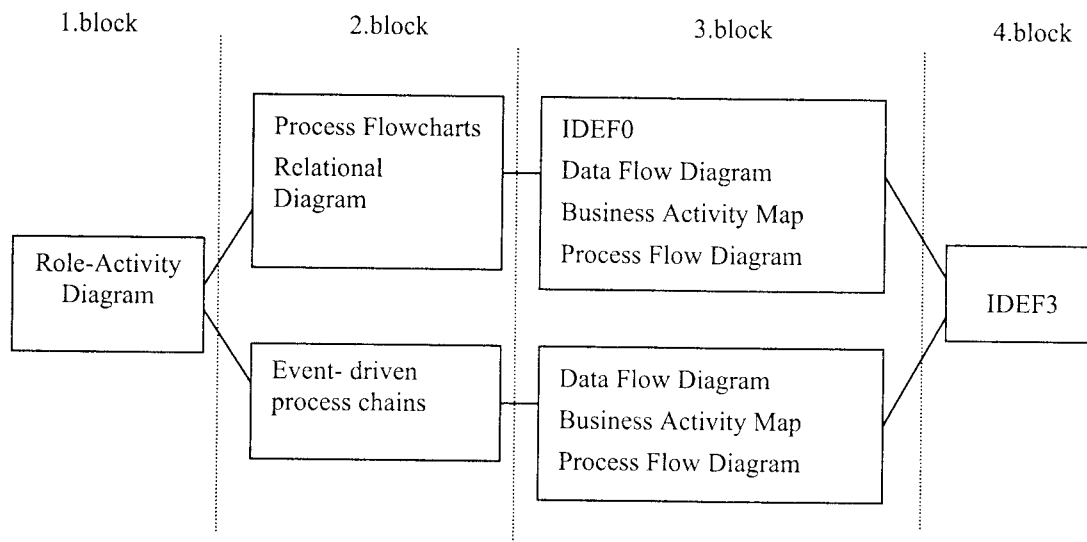 1.block
2.block
3.block
4.block
Role-Activity
Diagram
Process Flowcharts
Relational
Diagram
Event- driven
process chains
IDEF0
Data Flow Diagram
Business Activity Map
Process Flow Diagram
Data Flow Diagram
Business Activity Map
Process Flow Diagram
IDEF3